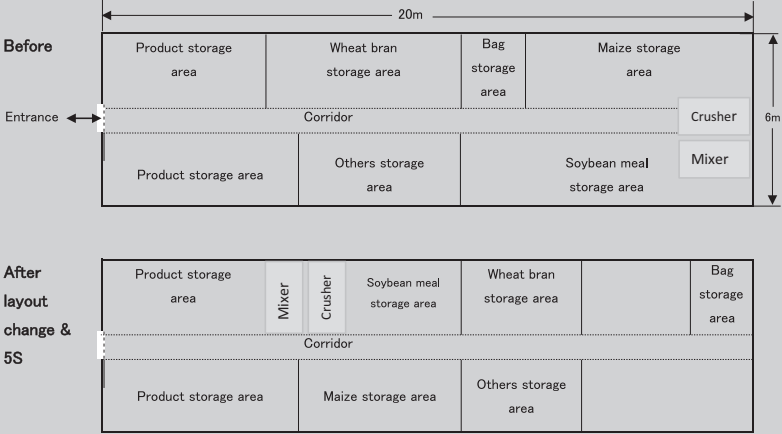 20m
Before
Product storage
area
Wheat bran
storage area
Bag
storage
area
Maize storage
area
Entrance
Corridor
Crusher
6m
Product storage area
Others storage
area
Soybean meal
storage area
Mixer
After
layout
change &
5S
Product storage
area
Mixer
Crusher
Soybean meal
storage area
Wheat bran
storage area
Bag
storage
area
Corridor
Product storage area
Maize storage area
Others storage
area